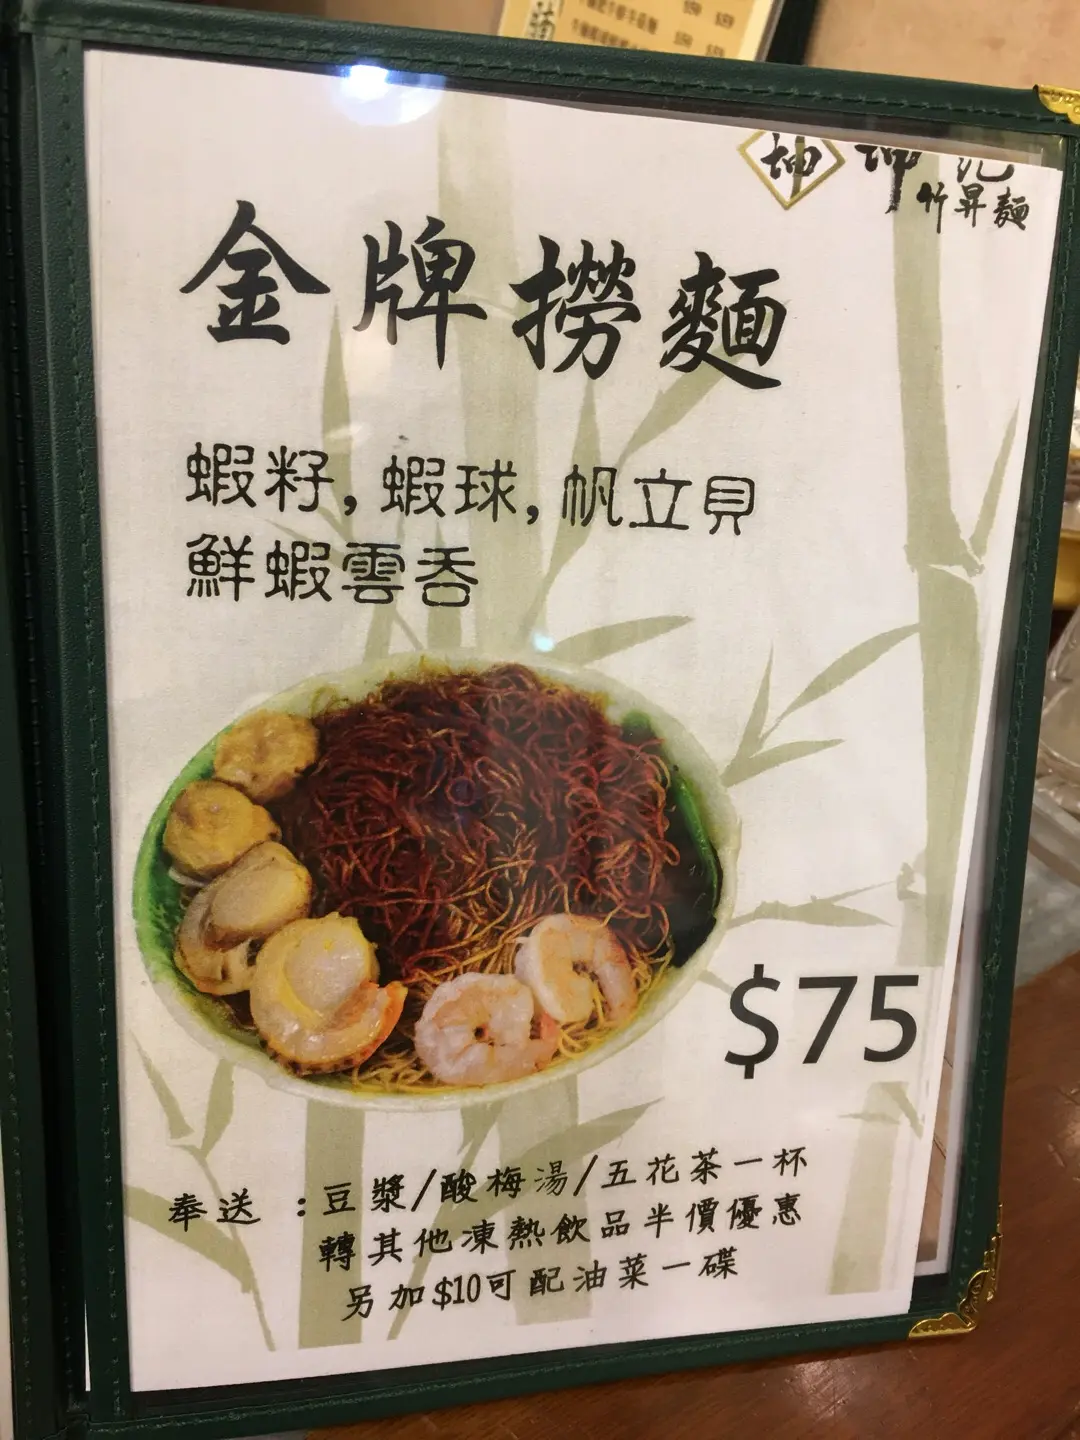 坤 坤記
竹昇麵
金牌撈麵
蝦籽,蝦球,帆立貝
鮮蝦雲吞
$75
奉送 :豆漿/酸梅湯/五花茶一杯
轉其他凍熱飲品半價優惠
另加$10可配油菜一碟